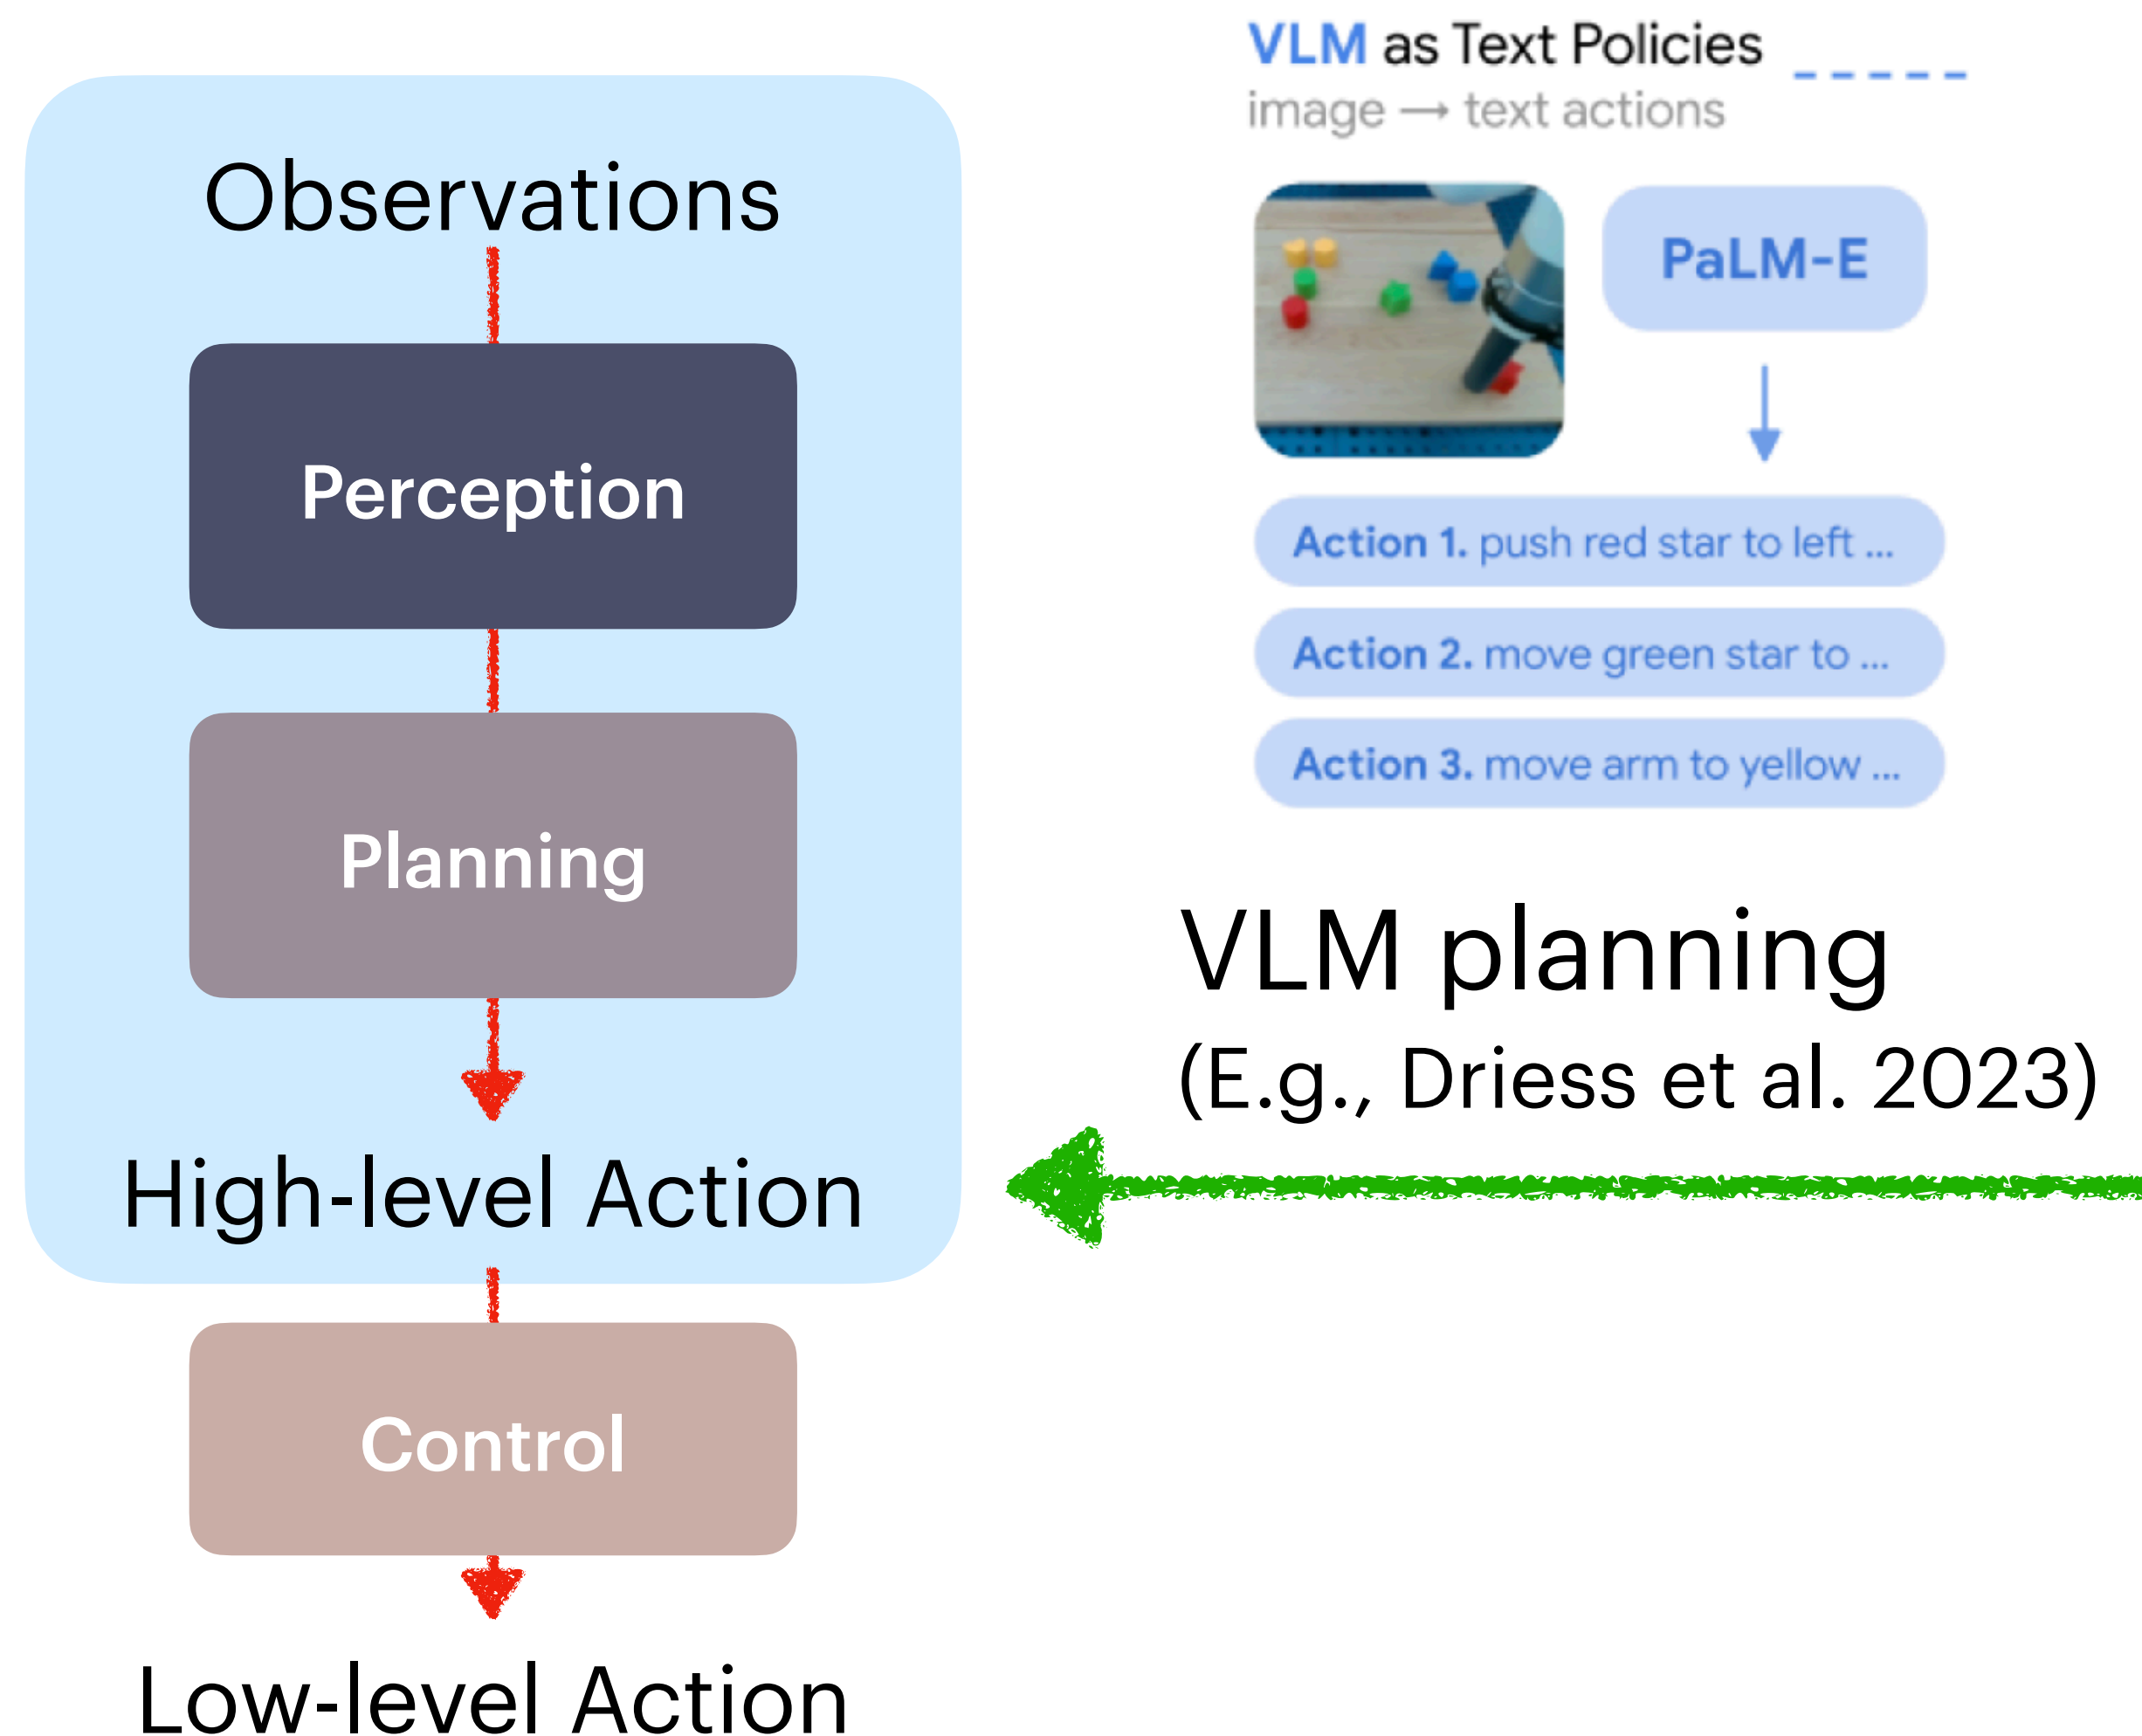 Observations
Perception
Planning
High-level Action
Control
Low-level Action
VLM as Text Policies
image → text actions
PaLM-E
Action 1. push red star to left ...
Action 2. move green star to ...
Action 3. move arm to yellow ...
VLM planning
(E.g., Driess et al. 2023)